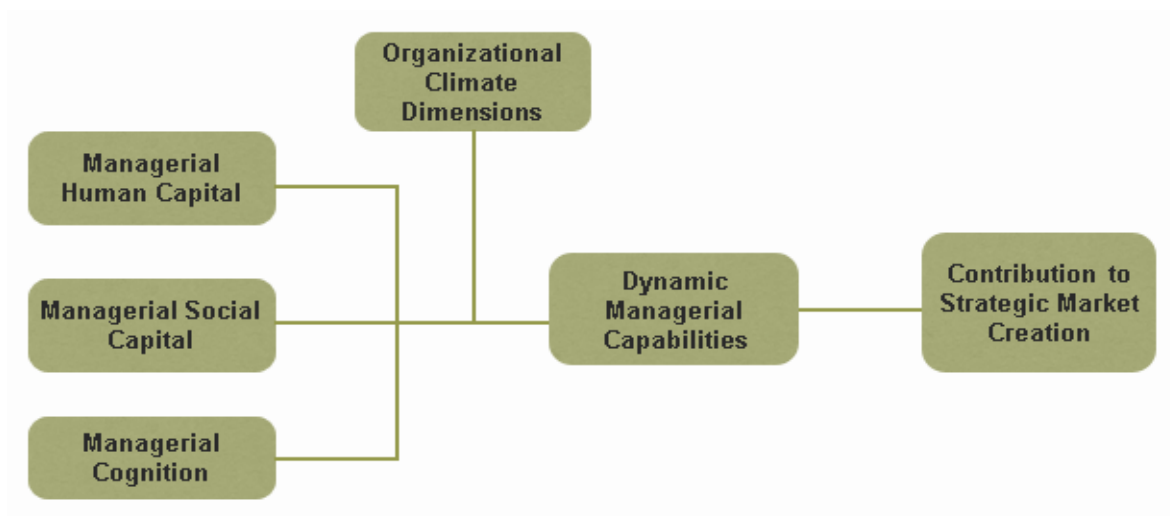 Organizational
Climate
Dimensions
Managerial
Human Capital
Managerial Social
Capital
Managerial
Cognition
Dynamic
Managerial
Capabilities
Contribution to
Strategic Market
Creation